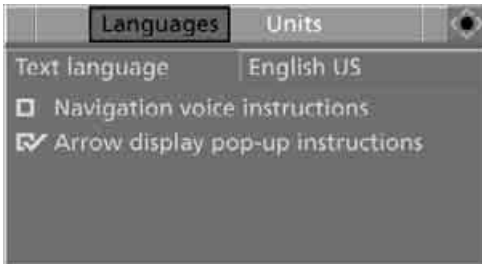 Languages Units
Text language English US
Navigation voice instructions
Arrow display pop-up instructions